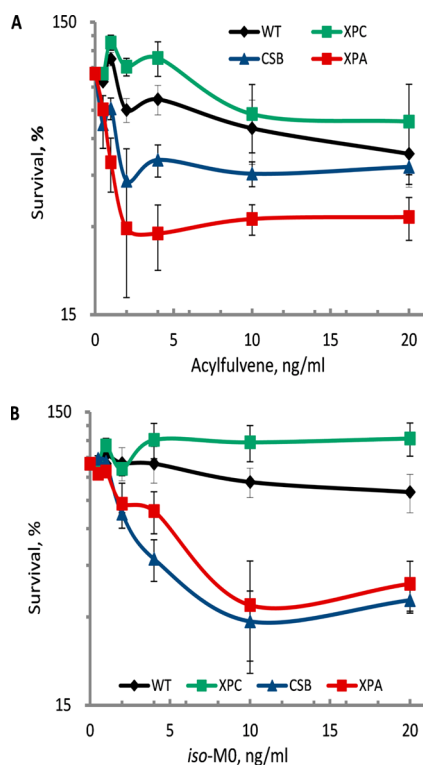 A
150
WT XPC
CSB XPA
Survival, %
15
0 5 10 15 20
Acylfulvene, ng/ml
B
150
Survival, %
WT XPC CSB XPA
15
0 5 10 15 20
iso-M0, ng/ml